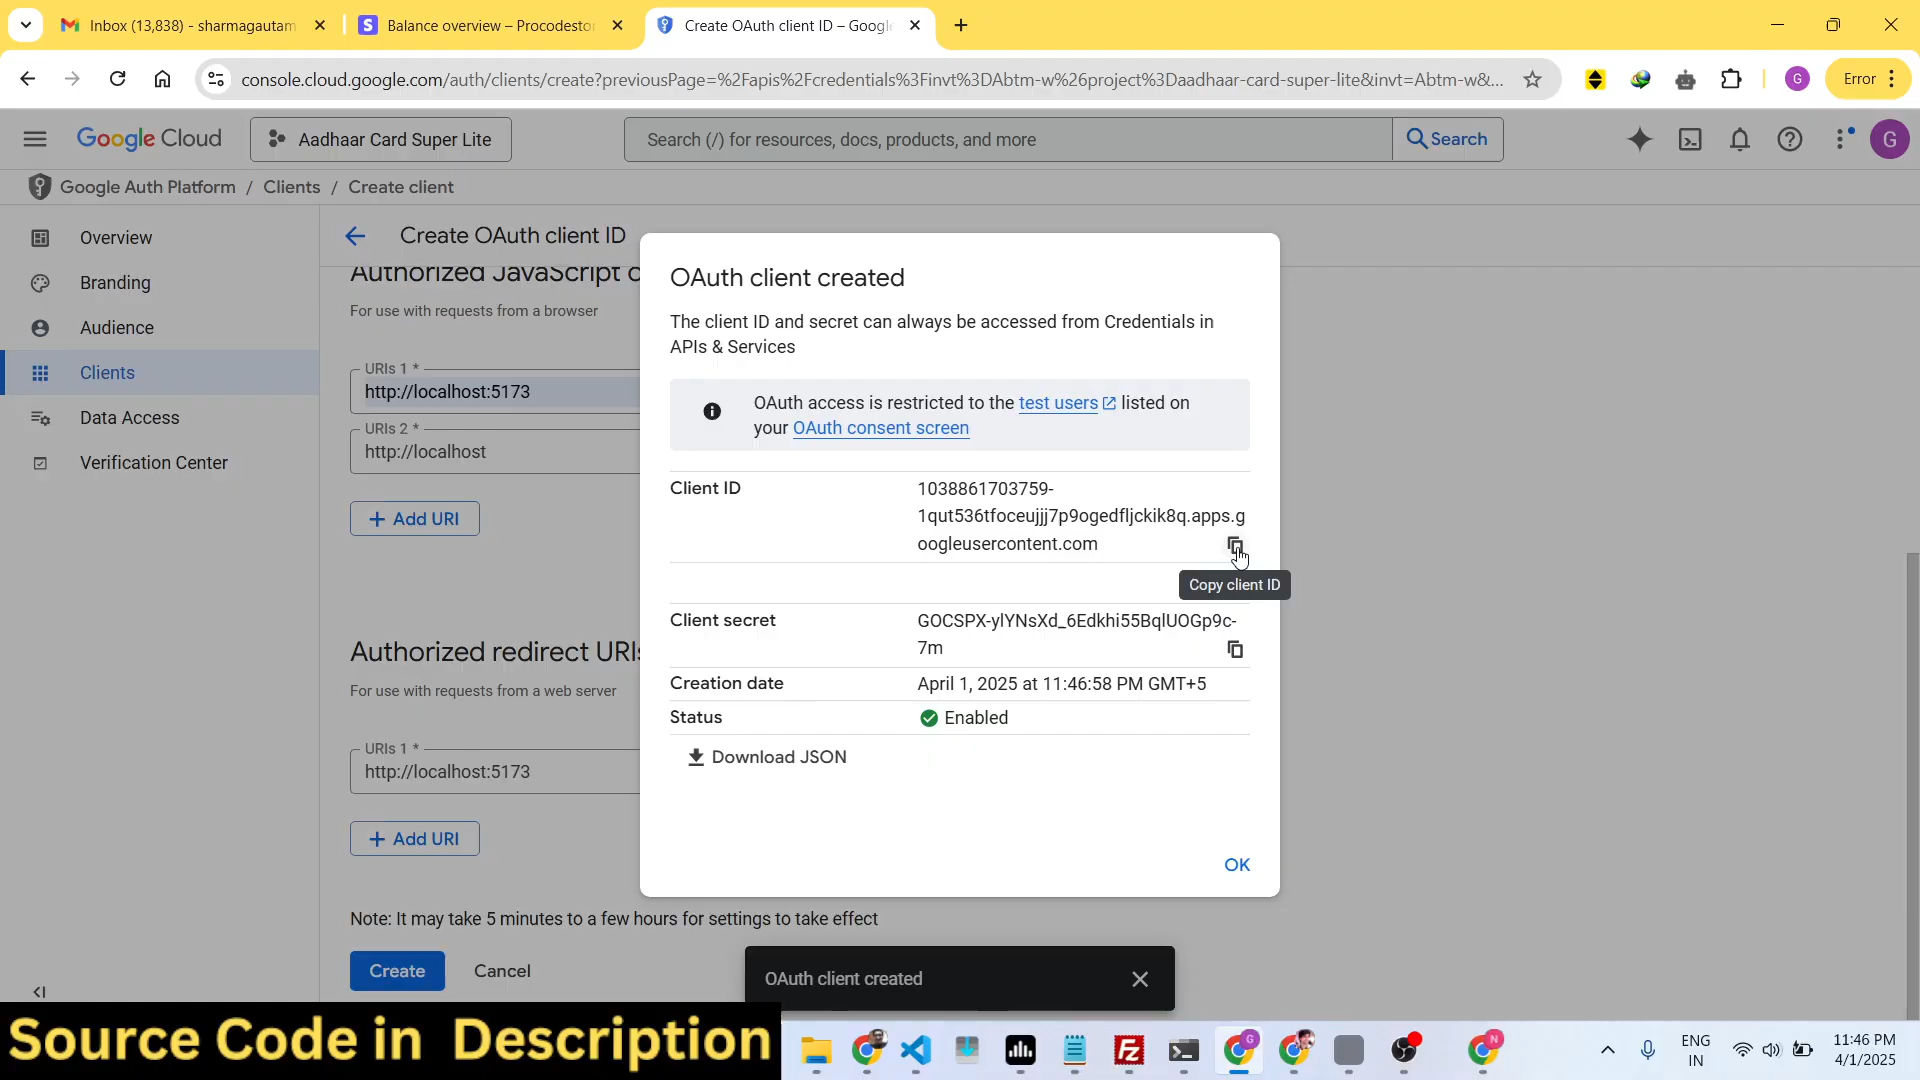 Inbox (13,838) - sharmagautam
Balance overview – Procodestor
Create OAuth client ID – Google
console.cloud.google.com/auth/clients/create?previousPage=%2Fapis%2Fcredentials%3Finvt%3DAbtm-w%26project%3Daadhaar-card-super-lite&invt=Abtm-w&...
G
Error
Google Cloud
Aadhaar Card Super Lite
Search (/) for resources, docs, products, and more
Search
G
Google Auth Platform / Clients / Create client
Overview
Branding
Audience
Clients
Data Access
Verification Center
Create OAuth client ID
Authorized JavaScript o
For use with requests from a browser
URIs 1 *
http://localhost:5173
URIs 2 *
http://localhost
+ Add URI
Authorized redirect URIs
For use with requests from a web server
URIs 1 *
http://localhost:5173
+ Add URI
Note: It may take 5 minutes to a few hours for settings to take effect
Create
Cancel
OAuth client created
The client ID and secret can always be accessed from Credentials in
APIs & Services
OAuth access is restricted to the test users listed on
your OAuth consent screen
Client ID
1038861703759-
1qut536tfoceujjj7p9ogedfljckik8q.apps.g
oogleusercontent.com
Copy client ID
Client secret
GOCSPX-ylYNsXd_6Edkhi55BqlUOGp9c-
7m
Creation date
April 1, 2025 at 11:46:58 PM GMT+5
Status
Enabled
Download JSON
OK
OAuth client created
Source Code in Description
ENG
IN
11:46 PM
4/1/2025